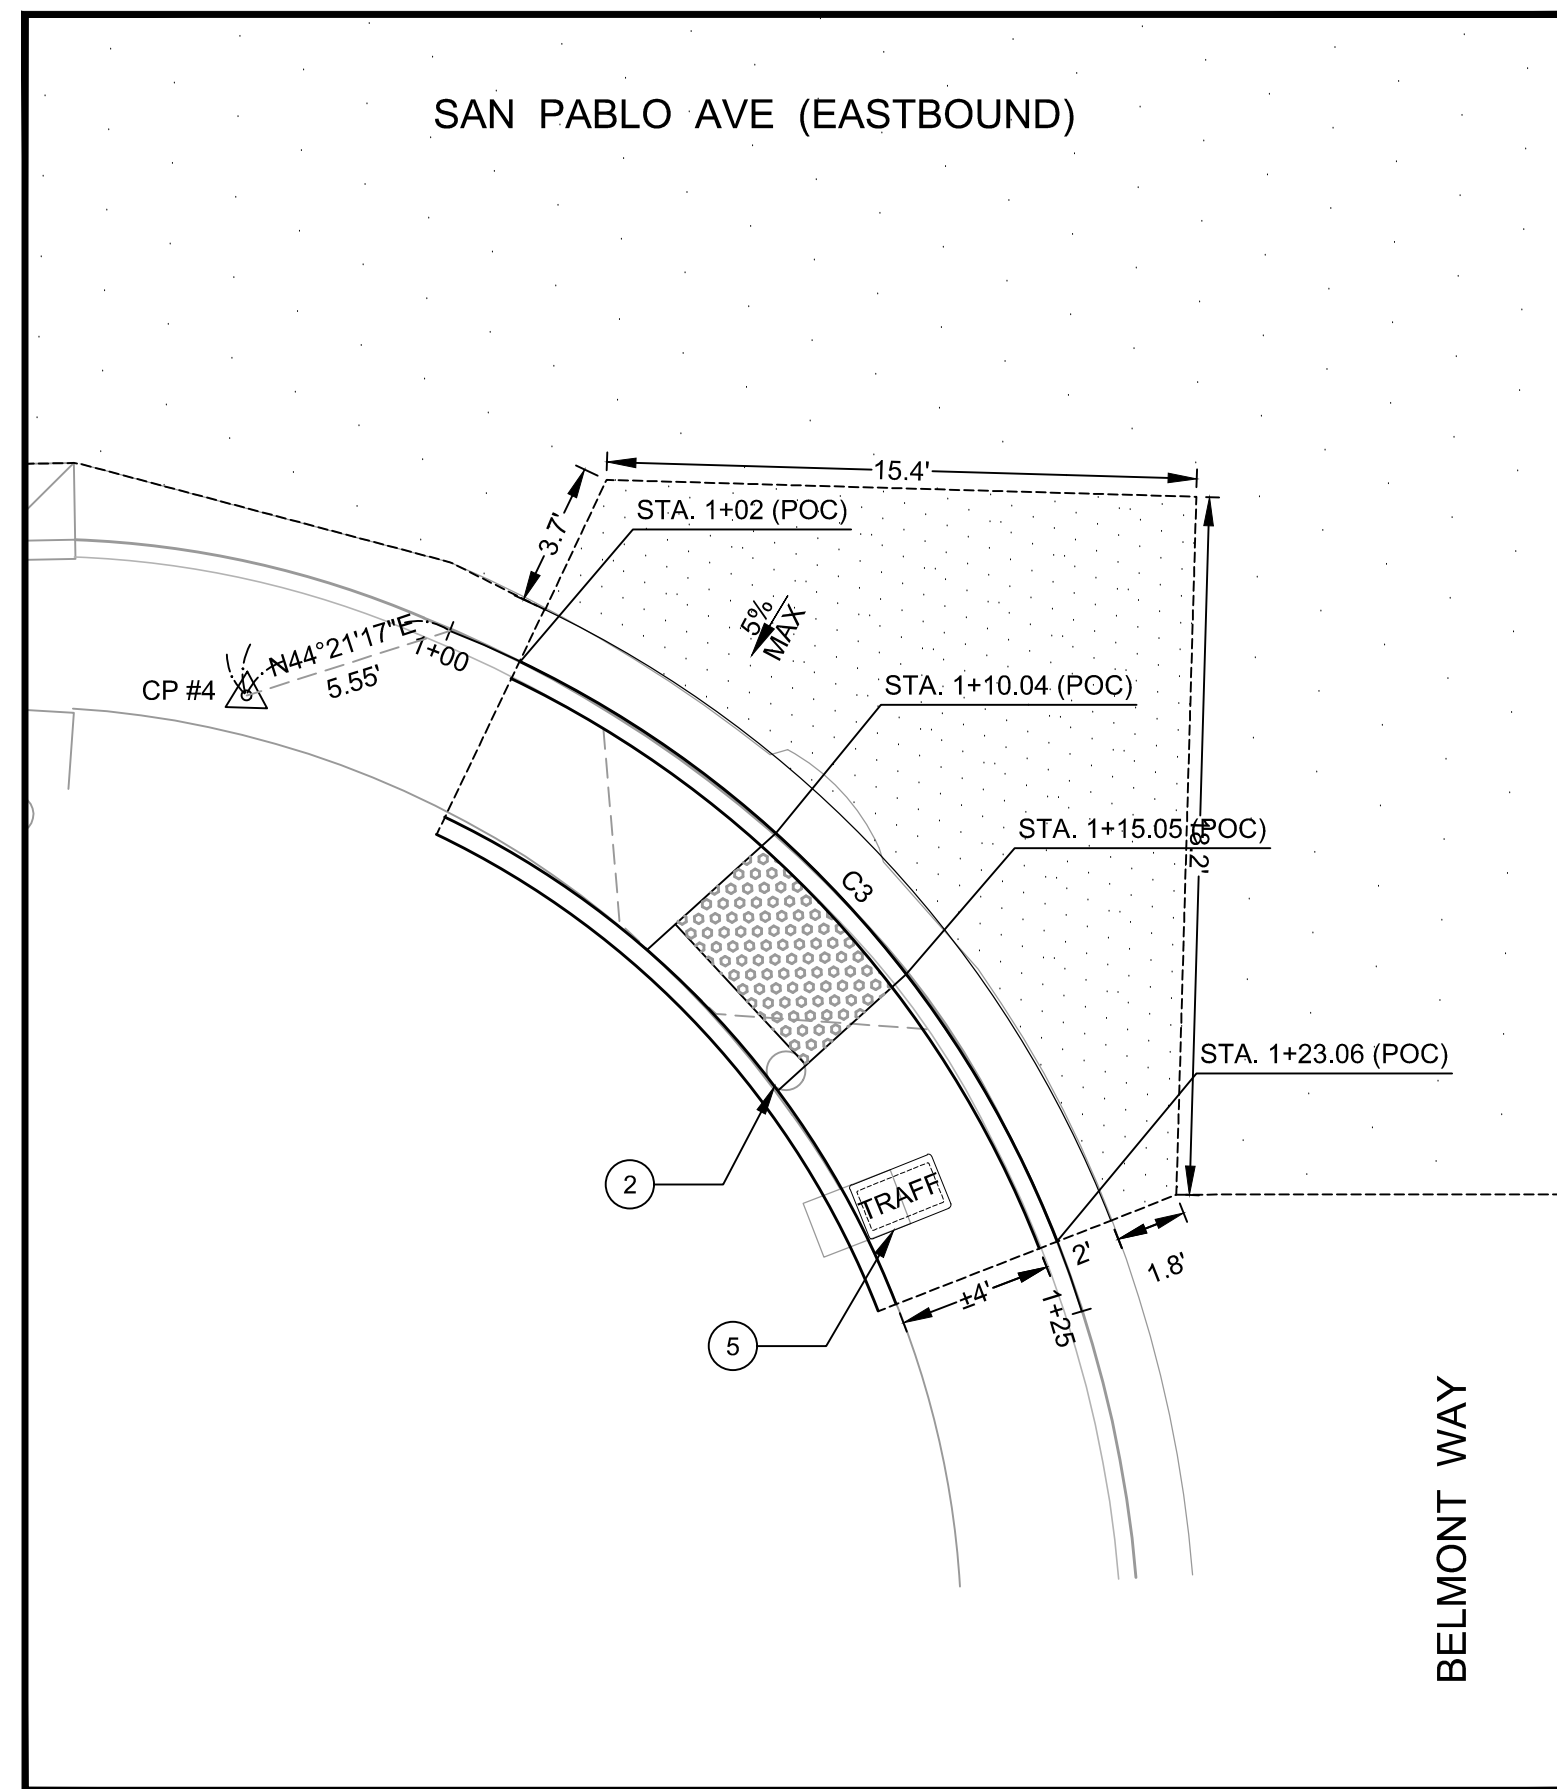 SAN PABLO AVE (EASTBOUND)
15.4'
3.7'
STA. 1+02 (POC)
5%
MAX
N44°21'17"E
5.55'
1+00
CP #4
STA. 1+10.04 (POC)
STA. 1+15.05 (POC)
18.2'
C3
STA. 1+23.06 (POC)
2
TRAFF
2'
1.8'
±4'
1+25
5
BELMONT WAY